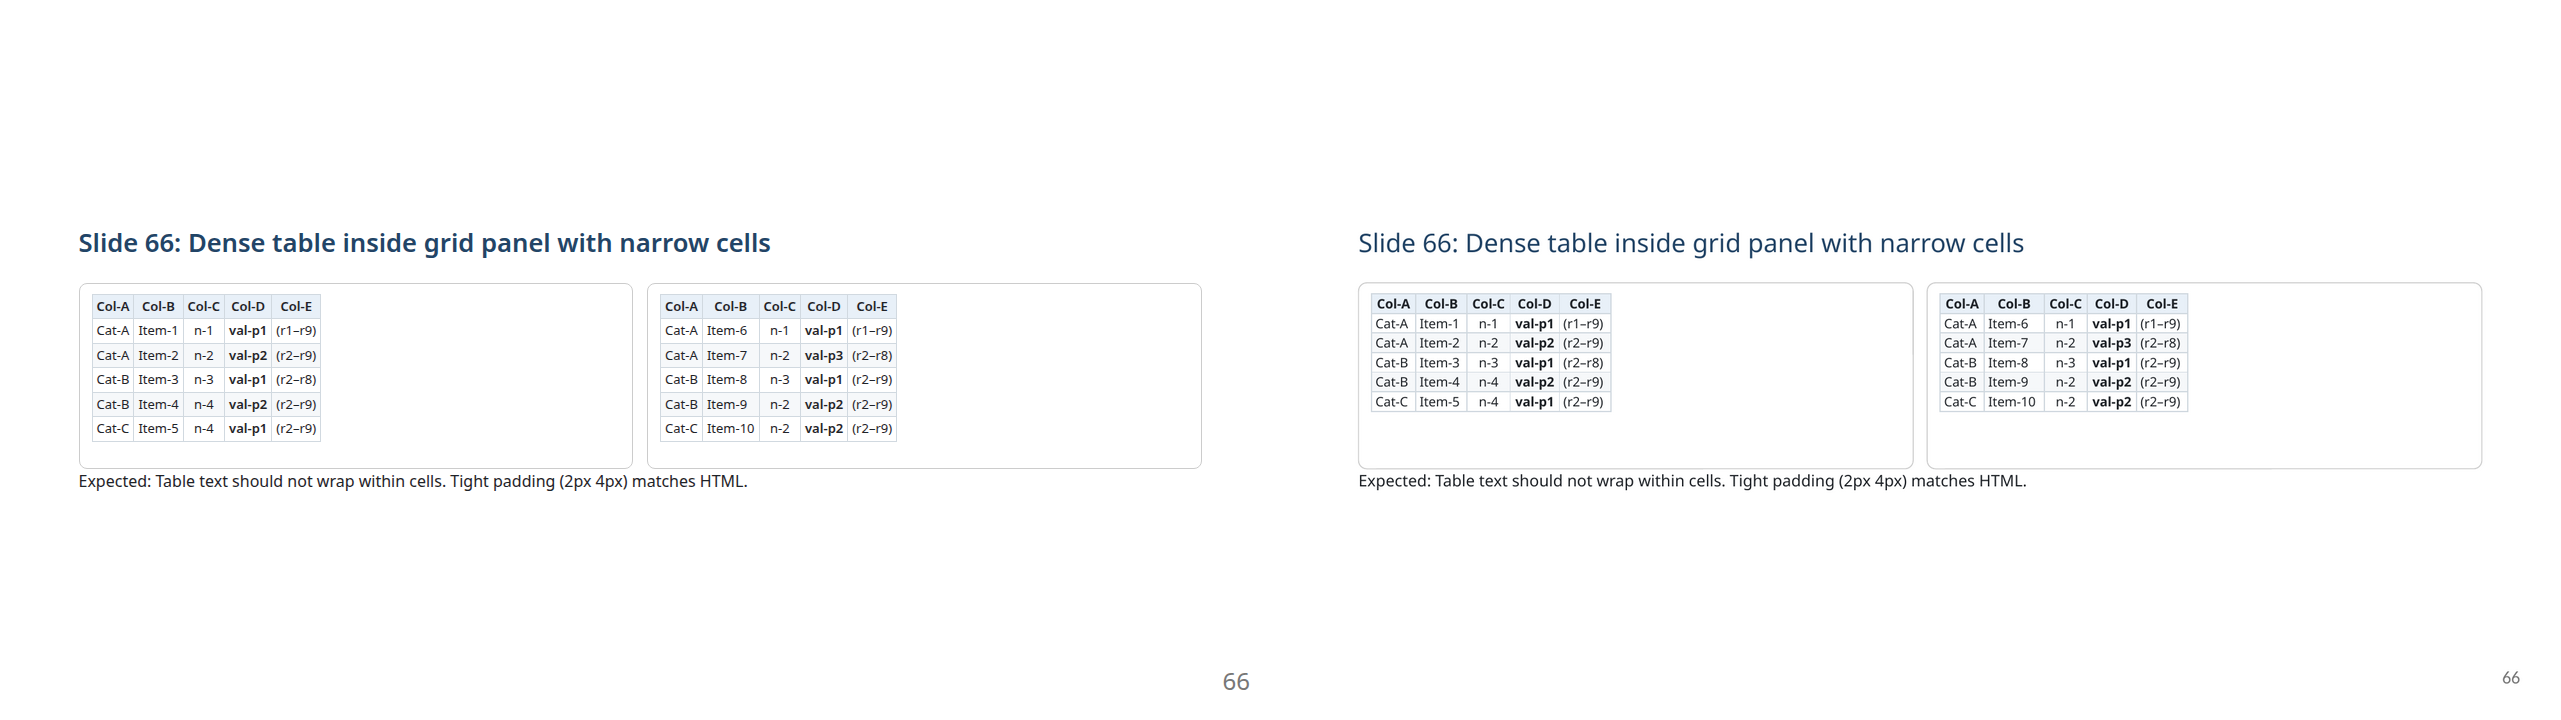 Slide 66: Dense table inside grid panel with narrow cells
Col-A Col-B Col-C Col-D Col-E
Cat-A Item-1 n-1 val-p1 (r1–r9)
Cat-A Item-2 n-2 val-p2 (r2–r9)
Cat-B Item-3 n-3 val-p1 (r2–r8)
Cat-B Item-4 n-4 val-p2 (r2–r9)
Cat-C Item-5 n-4 val-p1 (r2–r9)
Col-A Col-B Col-C Col-D Col-E
Cat-A Item-6 n-1 val-p1 (r1–r9)
Cat-A Item-7 n-2 val-p3 (r2–r8)
Cat-B Item-8 n-3 val-p1 (r2–r9)
Cat-B Item-9 n-2 val-p2 (r2–r9)
Cat-C Item-10 n-2 val-p2 (r2–r9)
Expected: Table text should not wrap within cells. Tight padding (2px 4px) matches HTML.
66
Slide 66: Dense table inside grid panel with narrow cells
Col-A Col-B Col-C Col-D Col-E
Cat-A Item-1 n-1 val-p1 (r1–r9)
Cat-A Item-2 n-2 val-p2 (r2–r9)
Cat-B Item-3 n-3 val-p1 (r2–r8)
Cat-B Item-4 n-4 val-p2 (r2–r9)
Cat-C Item-5 n-4 val-p1 (r2–r9)
Col-A Col-B Col-C Col-D Col-E
Cat-A Item-6 n-1 val-p1 (r1–r9)
Cat-A Item-7 n-2 val-p3 (r2–r8)
Cat-B Item-8 n-3 val-p1 (r2–r9)
Cat-B Item-9 n-2 val-p2 (r2–r9)
Cat-C Item-10 n-2 val-p2 (r2–r9)
Expected: Table text should not wrap within cells. Tight padding (2px 4px) matches HTML.
66